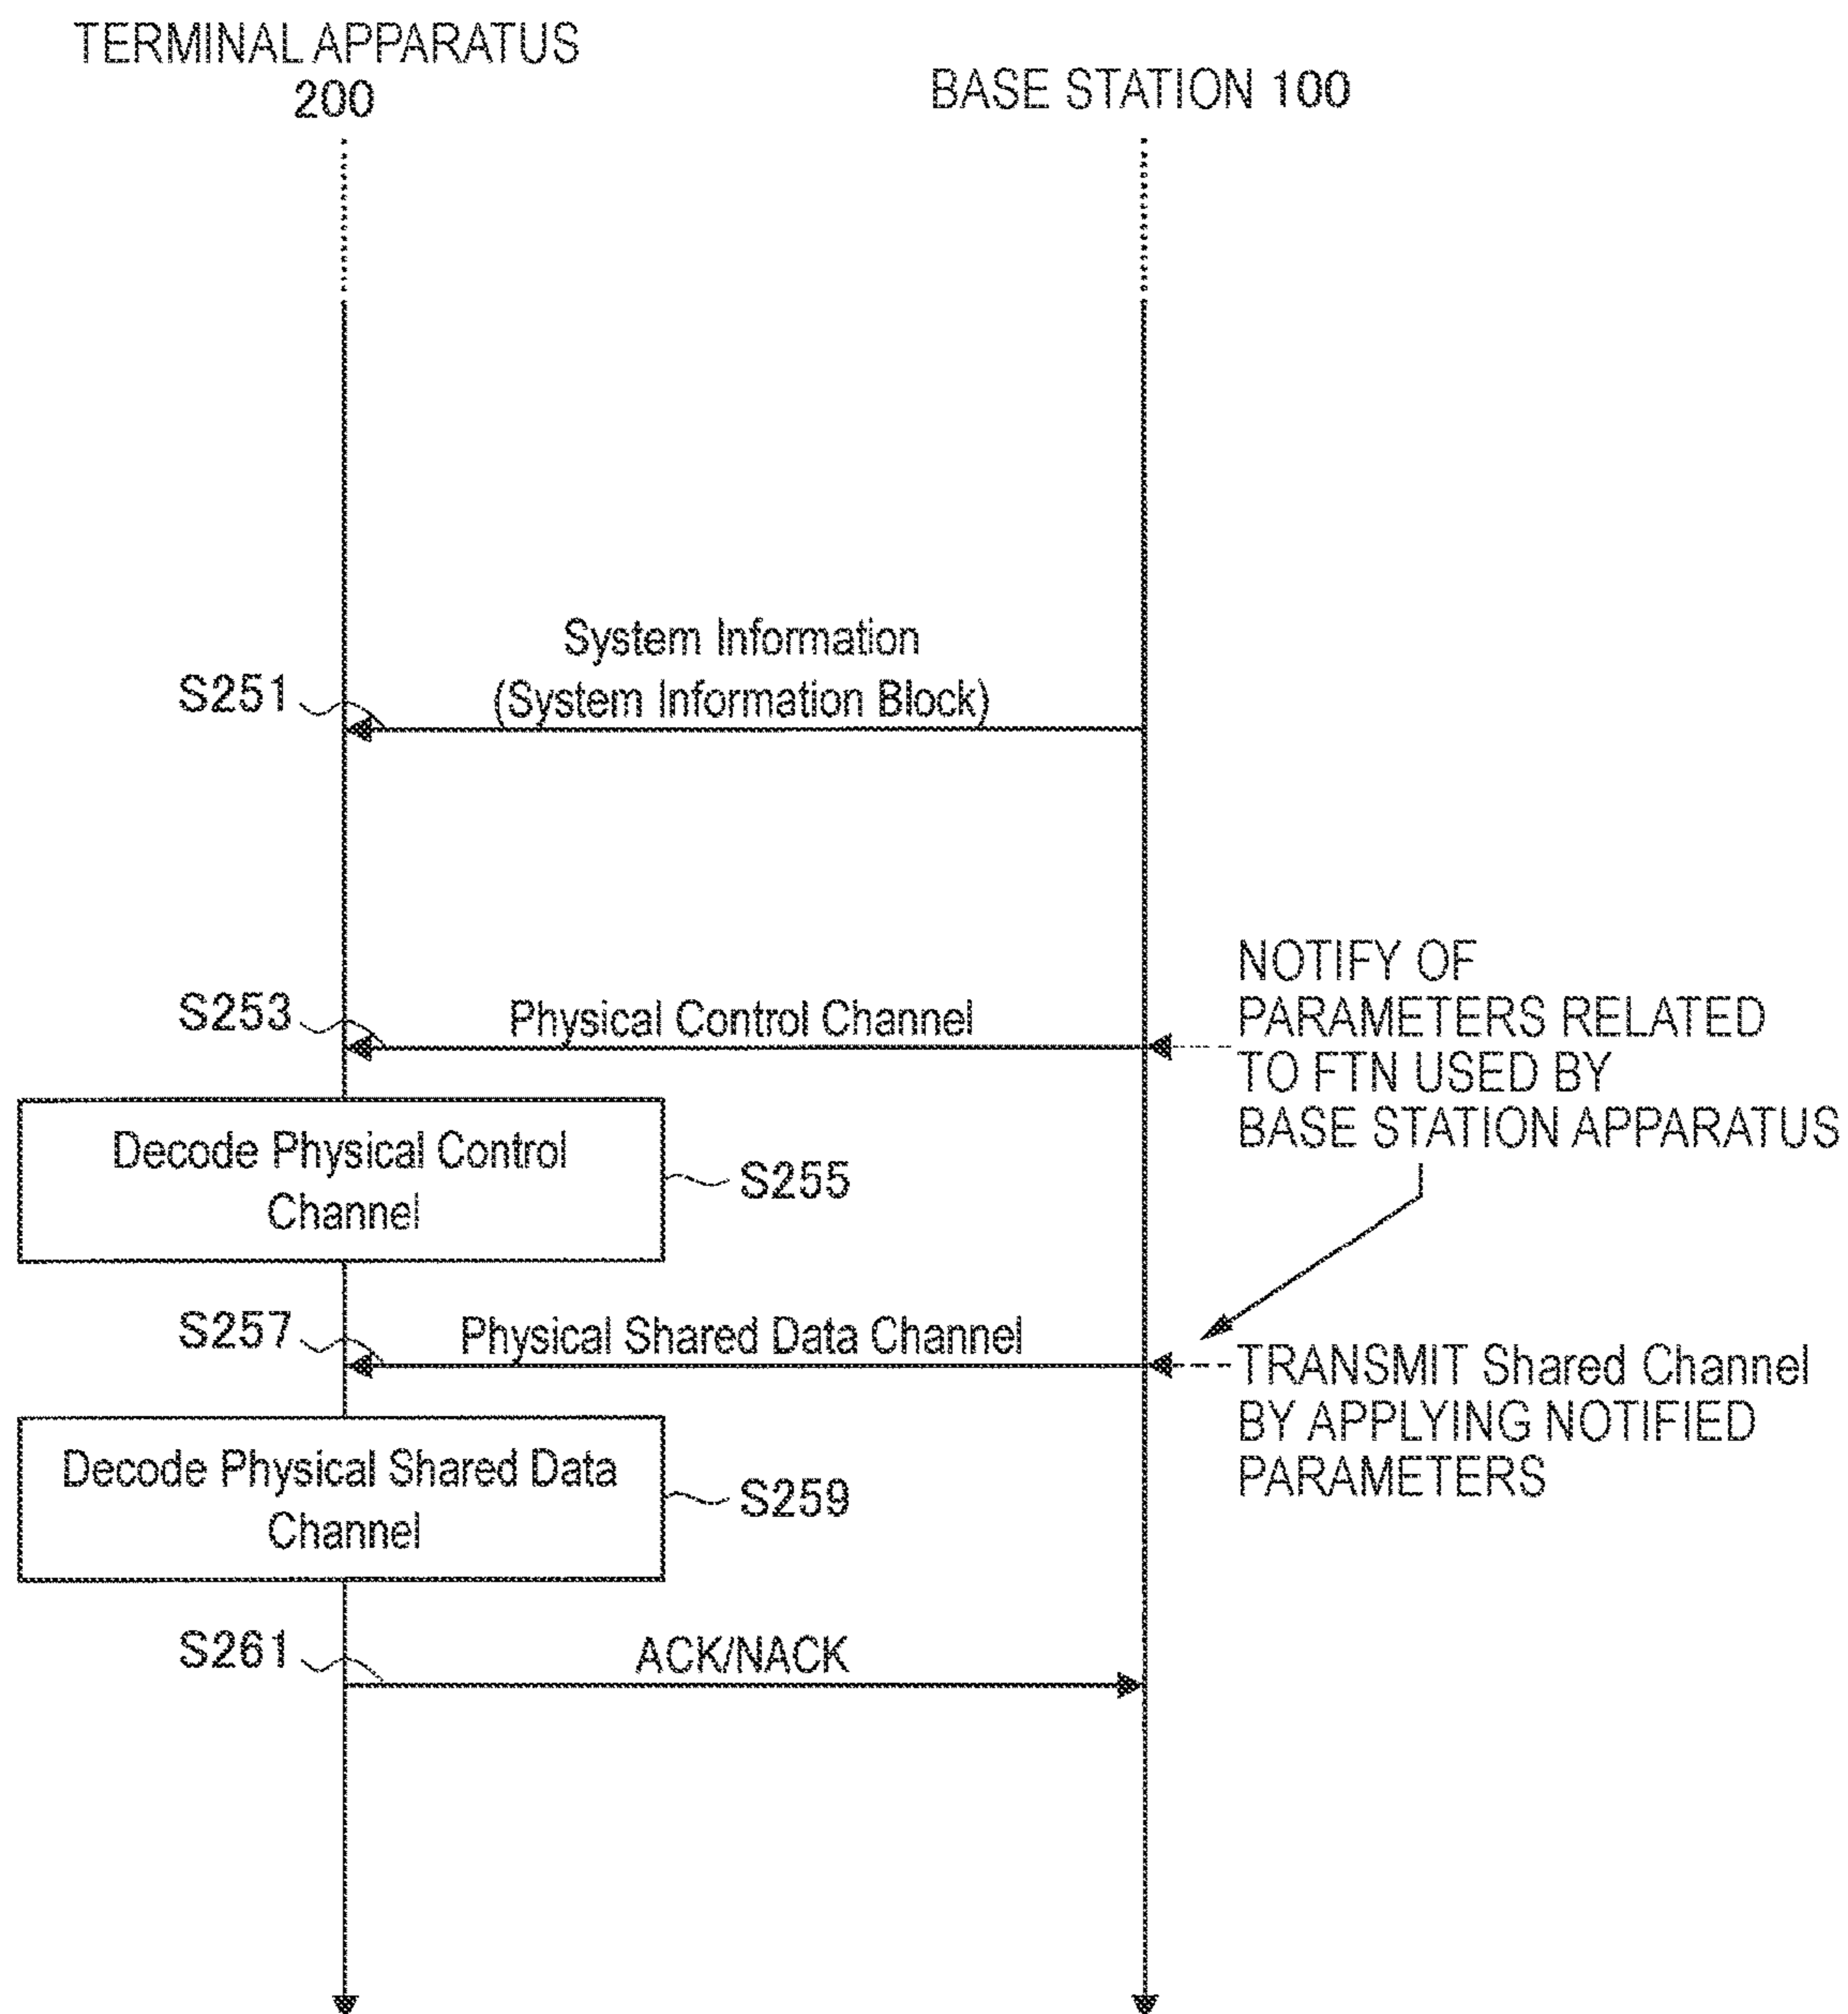 TERMINAL APPARATUS
200
BASE STATION 100
System Information
(System Information Block)
S251
S253
Physical Control Channel
NOTIFY OF
PARAMETERS RELATED
TO FTN USED BY
BASE STATION APPARATUS
Decode Physical Control
Channel
S255
S257
Physical Shared Data Channel
TRANSMIT Shared Channel
BY APPLYING NOTIFIED
PARAMETERS
Decode Physical Shared Data
Channel
S259
S261
ACK/NACK